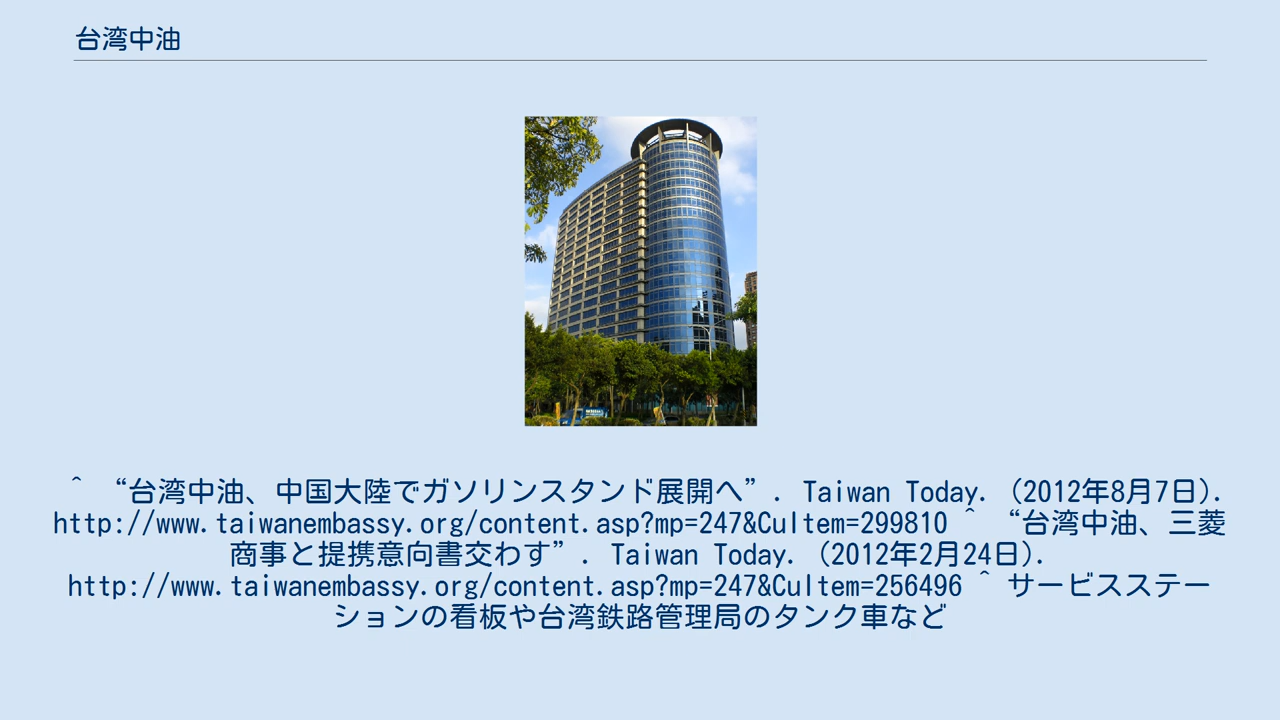 台湾中油
^ “台湾中油、中国大陸でガソリンスタンド展開へ”. Taiwan Today. (2012年8月7日).
http://www.taiwanembassy.org/content.asp?mp=247&CuItem=299810 ^ “台湾中油、三菱
商事と提携意向書交わす”. Taiwan Today. (2012年2月24日).
http://www.taiwanembassy.org/content.asp?mp=247&CuItem=256496 ^ サービスステー
ションの看板や台湾鉄路管理局のタンク車など